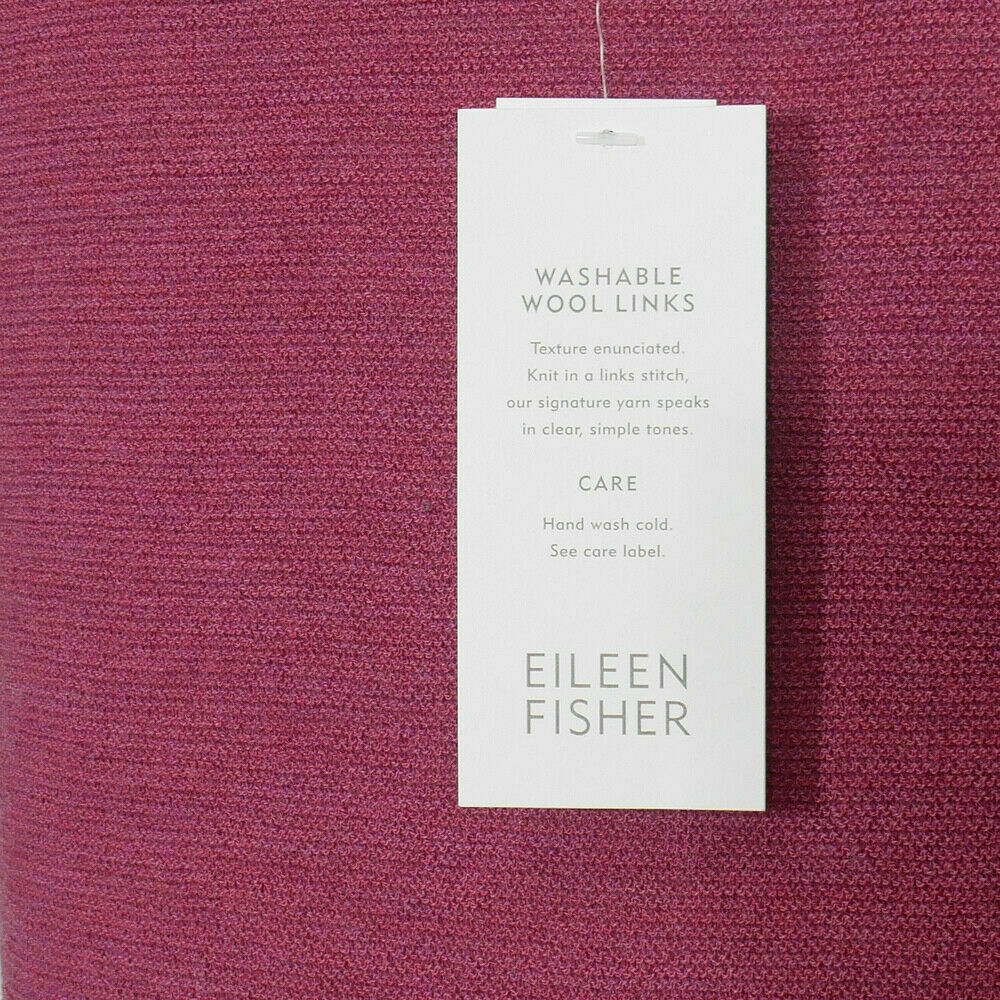 WASHABLE
WOOL LINKS
Texture enunciated.
Knit in a links stitch,
our signature yarn speaks
in clear, simple tones.
CARE
Hand wash cold.
See care label.
EILEEN
FISHER